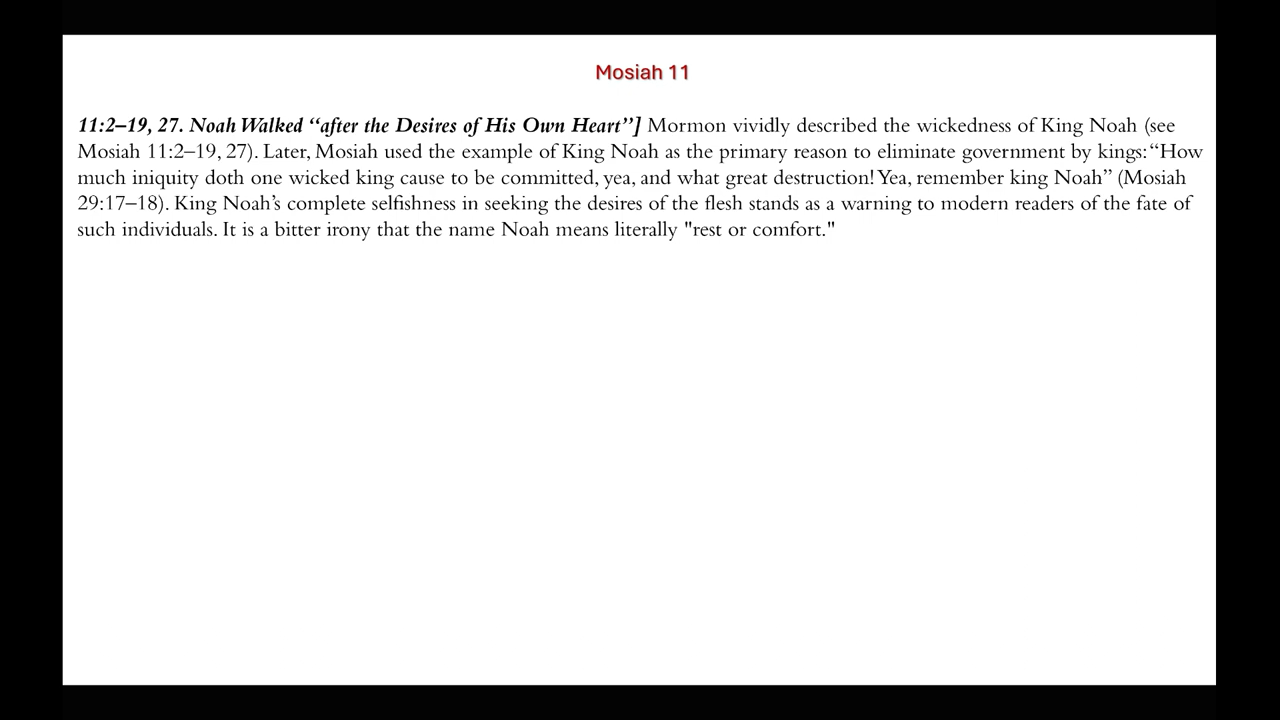 Mosiah 11
11:2–19, 27. Noah Walked “after the Desires of His Own Heart”] Mormon vividly described the wickedness of King Noah (see
Mosiah 11:2–19, 27). Later, Mosiah used the example of King Noah as the primary reason to eliminate government by kings: “How
much iniquity doth one wicked king cause to be committed, yea, and what great destruction! Yea, remember king Noah” (Mosiah
29:17–18). King Noah’s complete selfishness in seeking the desires of the flesh stands as a warning to modern readers of the fate of
such individuals. It is a bitter irony that the name Noah means literally "rest or comfort."